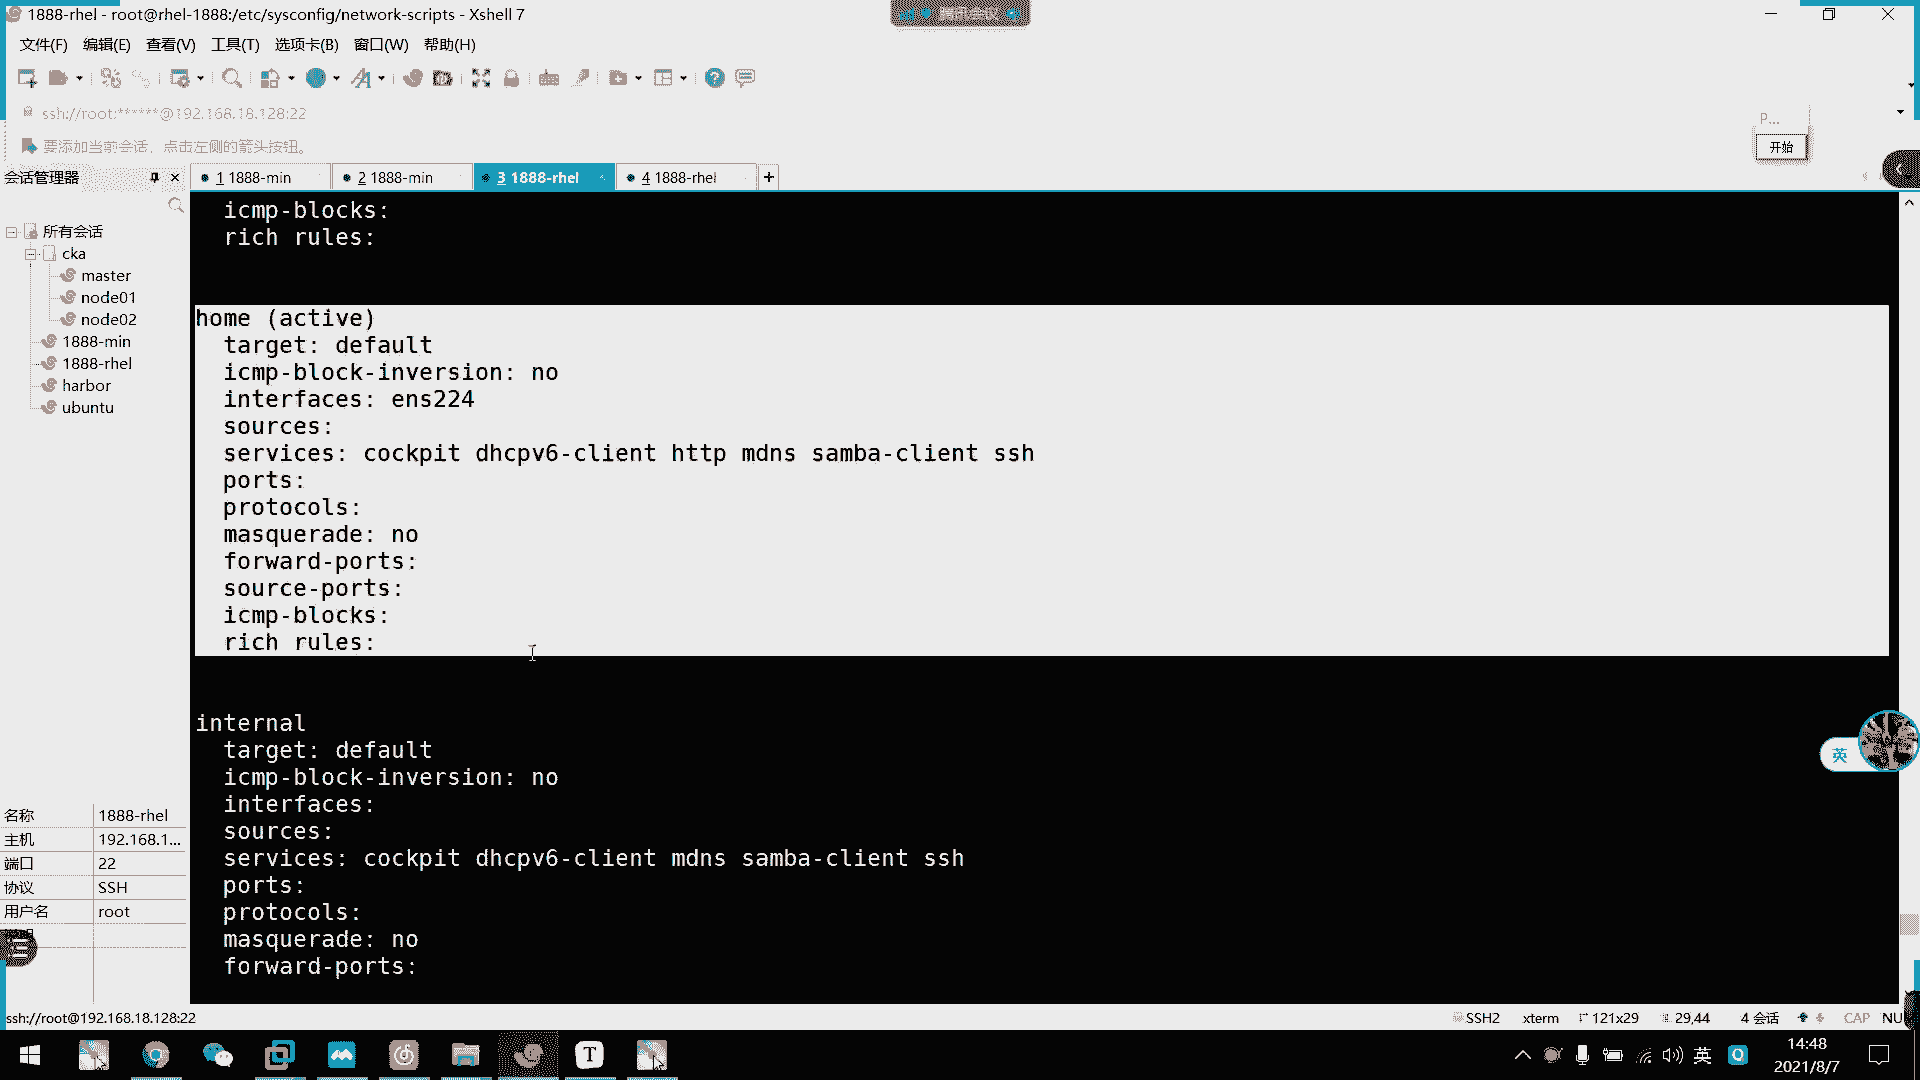 1888-rhel - root@rhel-1888:/etc/sysconfig/network-scripts - Xshell 7
腾讯会议
文件(F) 编辑(E) 查看(V) 工具(T) 选项卡(B) 窗口(W) 帮助(H)
ssh://root:******@192.168.18.128:22
P...
要添加当前会话，点击左侧的箭头按钮。
开始
会话管理器
1 1888-min
2 1888-min
3 1888-rhel
4 1888-rhel
所有会话
cka
master
node01
node02
1888-min
1888-rhel
harbor
ubuntu
icmp-blocks:
rich rules:
home (active)
target: default
icmp-block-inversion: no
interfaces: ens224
sources:
services: cockpit dhcpv6-client http mdns samba-client ssh
ports:
protocols:
masquerade: no
forward-ports:
source-ports:
icmp-blocks:
rich rules:
internal
target: default
icmp-block-inversion: no
interfaces:
sources:
services: cockpit dhcpv6-client mdns samba-client ssh
ports:
protocols:
masquerade: no
forward-ports:
英
名称 1888-rhel
主机 192.168.1...
端口 22
协议 SSH
用户名 root
ssh://root@192.168.18.128:22
SSH2 xterm 121x29 29,44 4 会话 CAP NU
英
14:48
2021/8/7